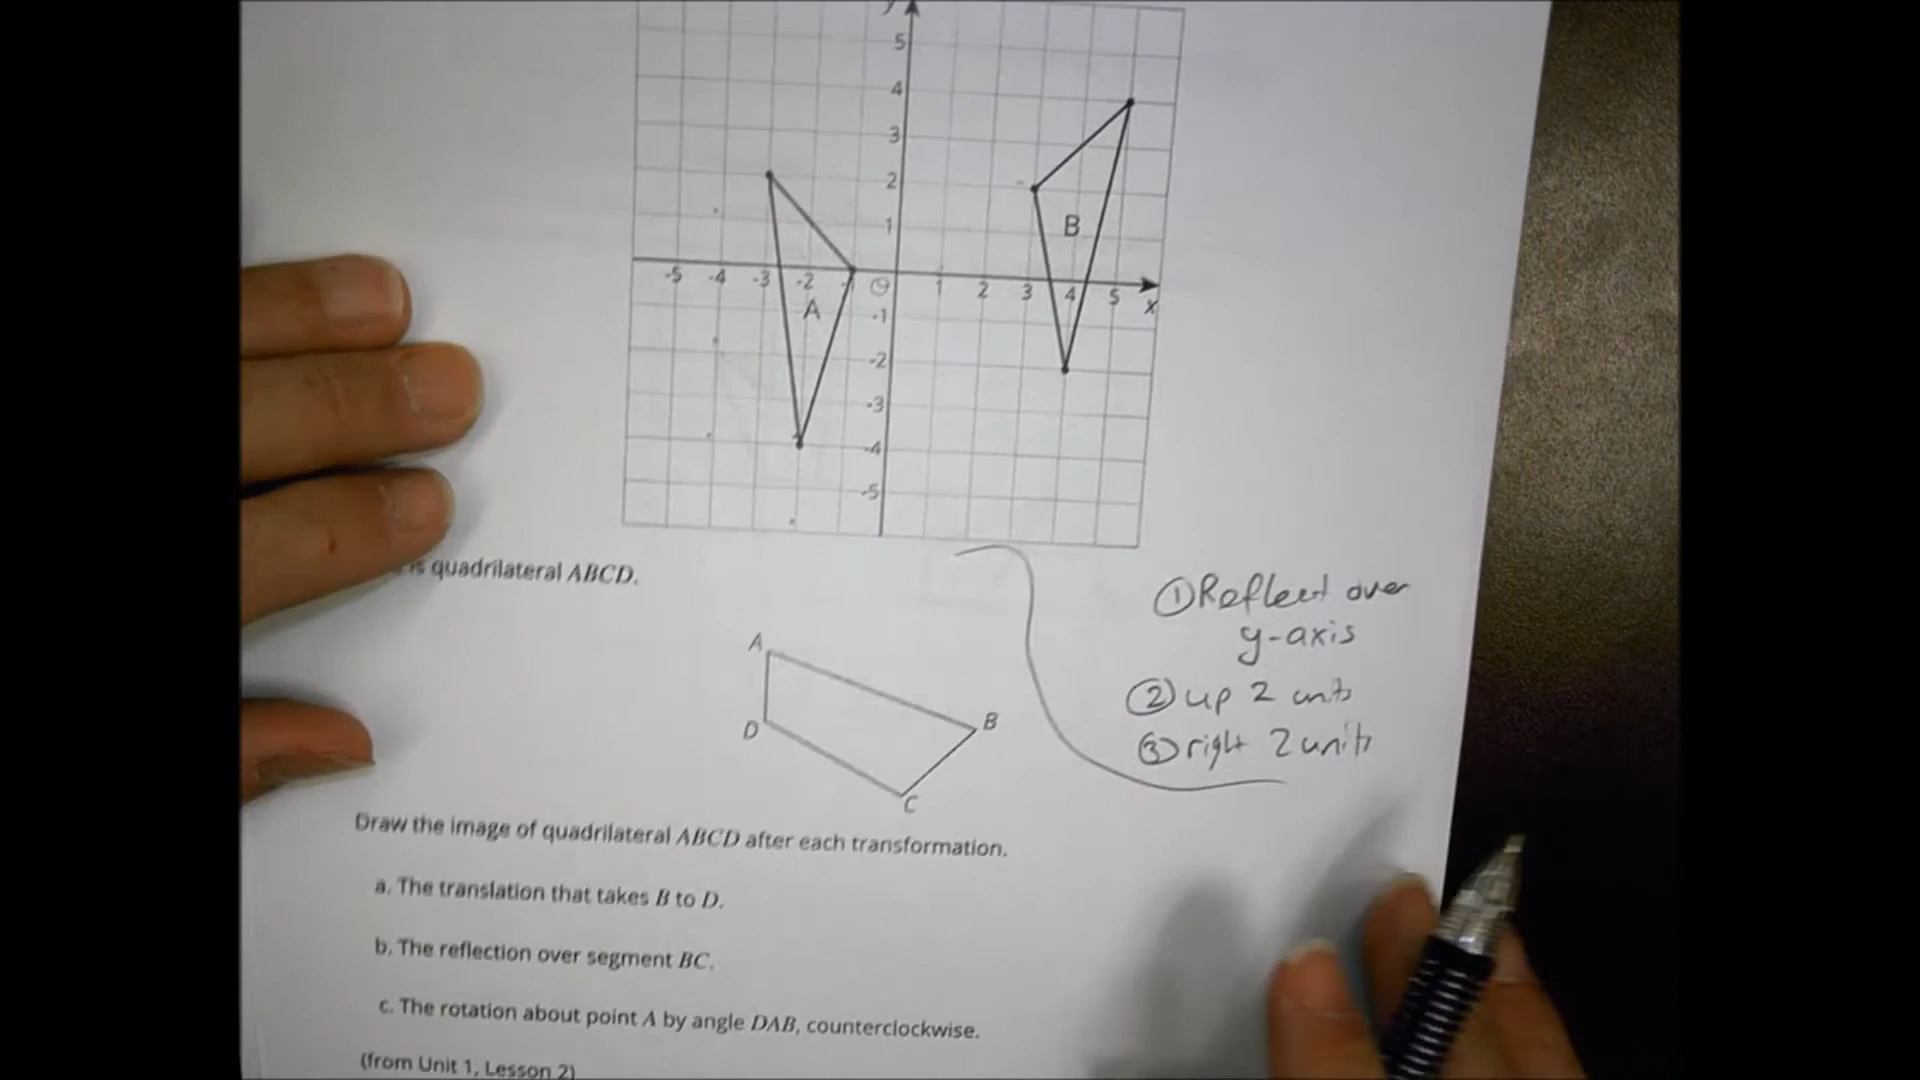 y
5
4
3
2
1
-5 -4 -3 -2 1 2 3 4 5 x
-1
-2
-3
-4
-5
A
B
is quadrilateral ABCD.
①Reflect over
y-axis
②up 2 units
③right 2 units
A
B
D
C
Draw the image of quadrilateral ABCD after each transformation.
a. The translation that takes B to D.
b. The reflection over segment BC.
c. The rotation about point A by angle DAB, counterclockwise.
(from Unit 1, Lesson 2)